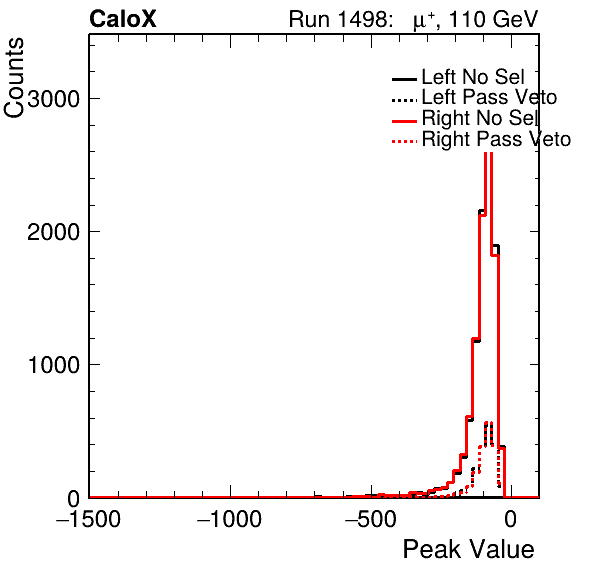 CaloX Run 1498: μ⁺, 110 GeV
Counts
Left No Sel
Left Pass Veto
Right No Sel
Right Pass Veto
3000
2000
1000
0
−1500 −1000 −500 0
Peak Value